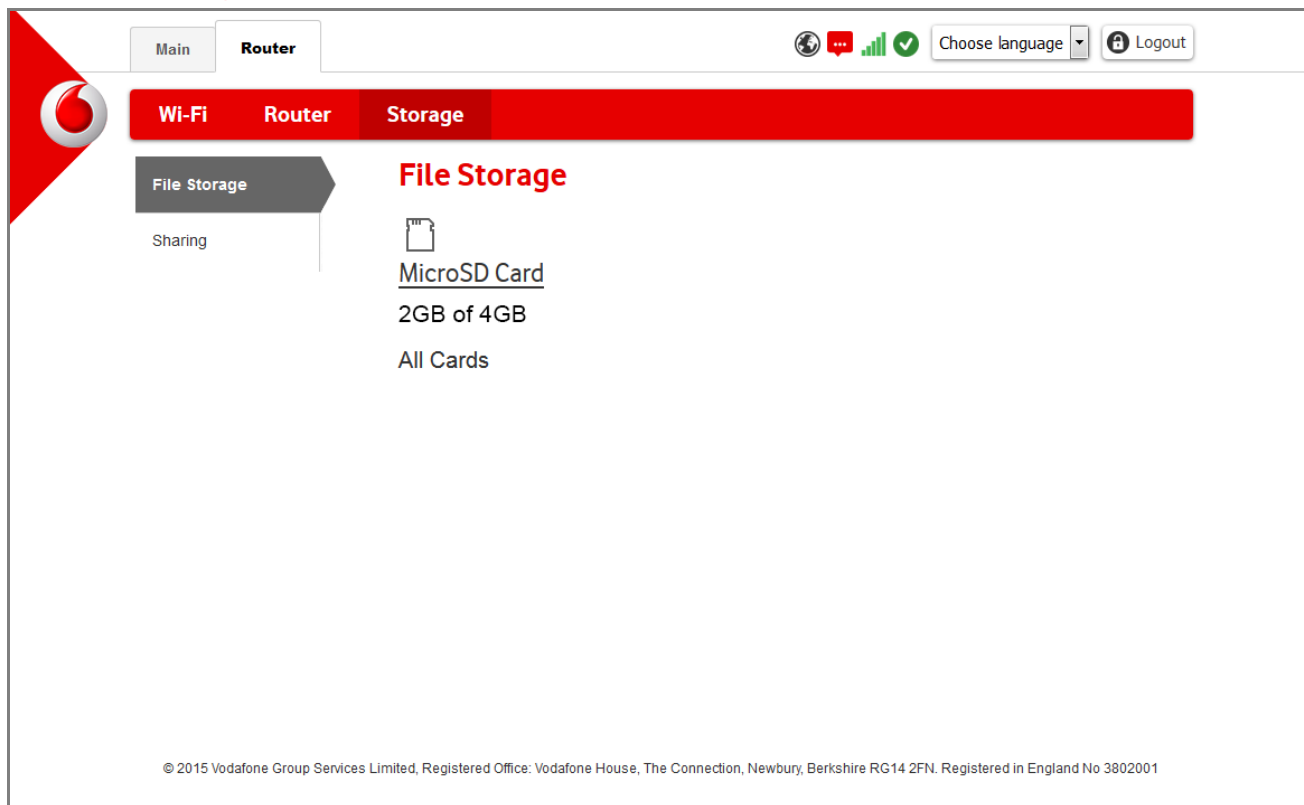 Main
Router
Choose language
Logout
Wi-Fi
Router
Storage
File Storage
Sharing
File Storage
MicroSD Card
2GB of 4GB
All Cards
© 2015 Vodafone Group Services Limited, Registered Office: Vodafone House, The Connection, Newbury, Berkshire RG14 2FN. Registered in England No 3802001